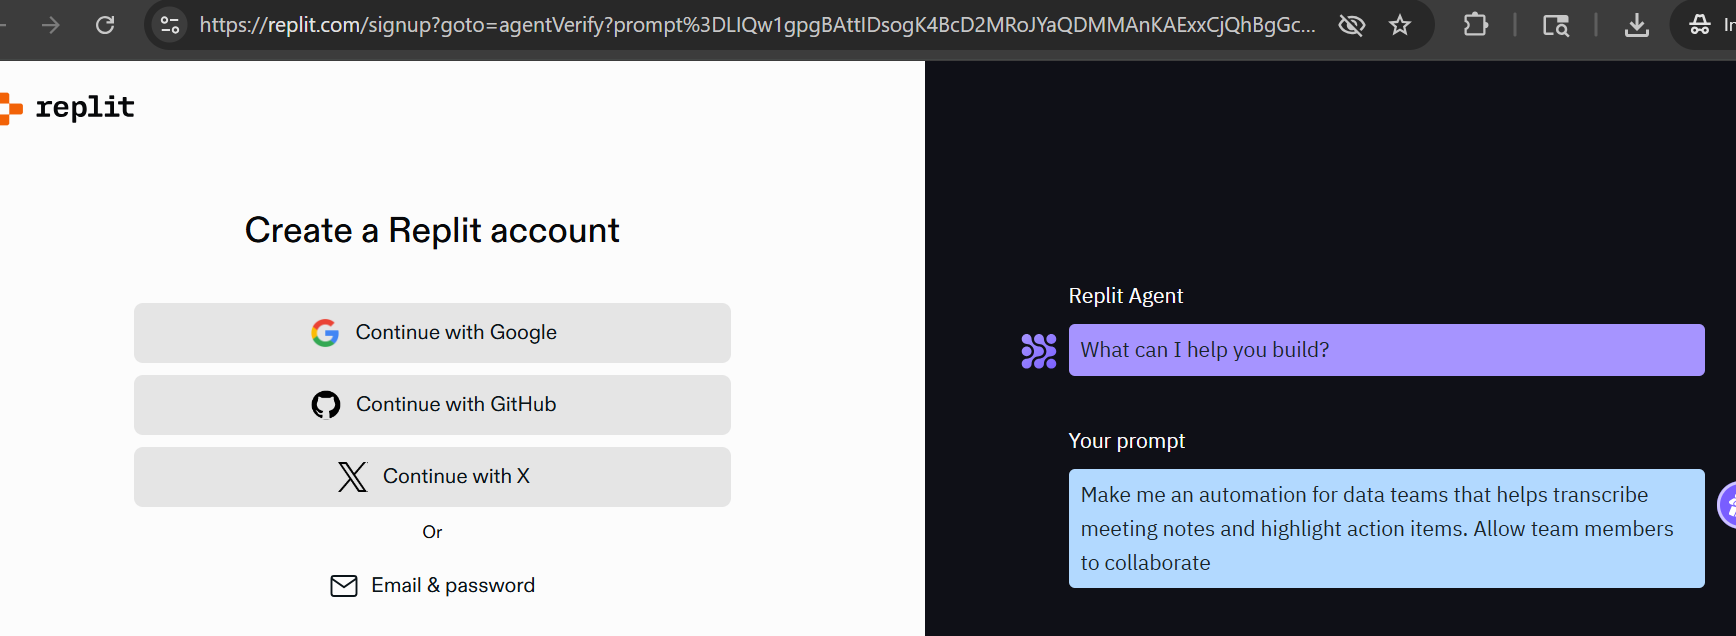 https://replit.com/signup?goto=agentVerify?prompt%3DLIQw1gpgBAttIDsogK4BcD2MRoJYaQDMMAnKAExxCjQhBgGc...
replit
Create a Replit account
Continue with Google
Continue with GitHub
Continue with X
Or
Email & password
Replit Agent
What can I help you build?
Your prompt
Make me an automation for data teams that helps transcribe
meeting notes and highlight action items. Allow team members
to collaborate